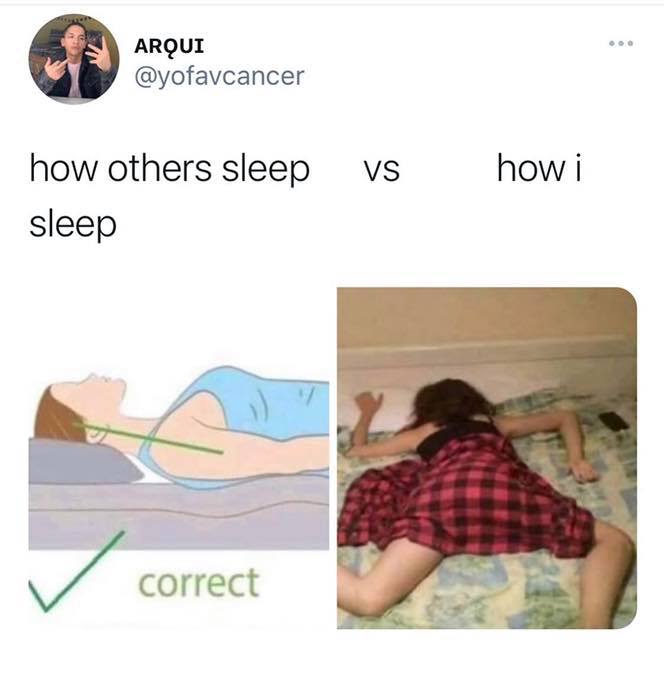 ARQUI
@yofavcancer
how others sleep vs how i
sleep
correct